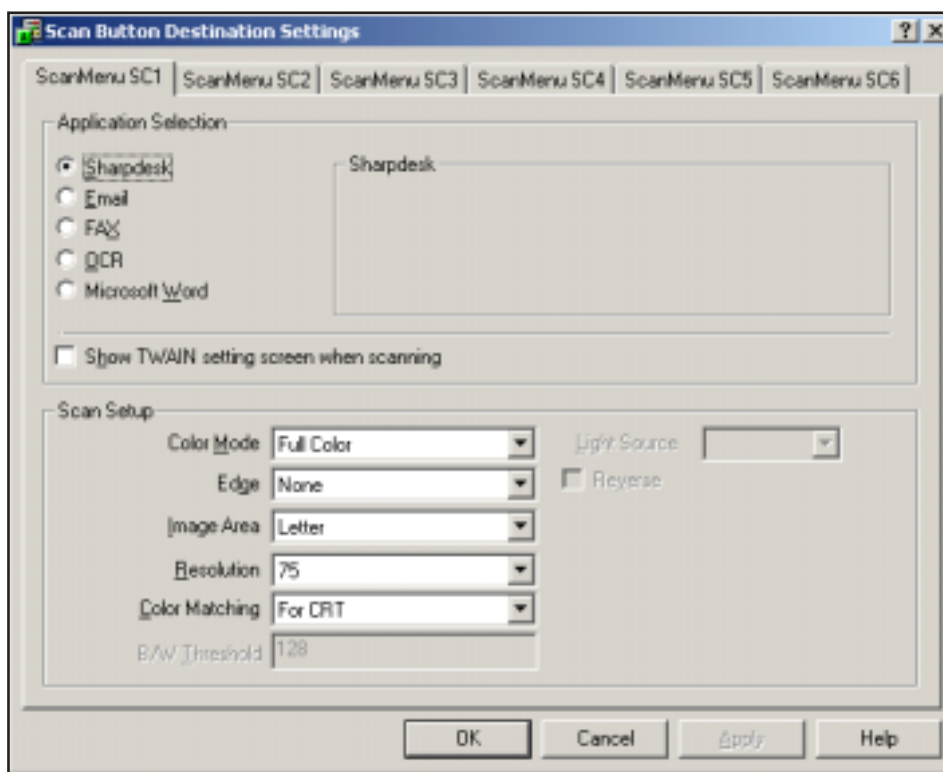 Scan Button Destination Settings
ScanMenu SC1 ScanMenu SC2 ScanMenu SC3 ScanMenu SC4 ScanMenu SC5 ScanMenu SC6
Application Selection
Sharpdesk
Sharpdesk
Email
FAX
OCR
Microsoft Word
Show TWAIN setting screen when scanning
Scan Setup
Color Mode Full Color Light Source
Edge None Reverse
Image Area Letter
Resolution 75
Color Matching For CRT
B/W Threshold 128
OK Cancel Apply Help